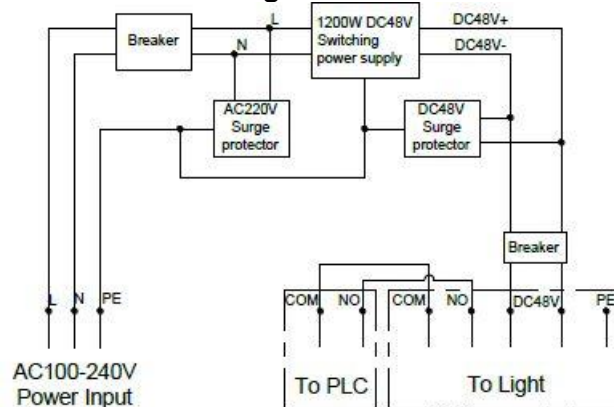 L
1200W DC48V
Switching
power supply
DC48V+
Breaker
N
DC48V-
AC220V
Surge
protector
DC48V
Surge
protector
Breaker
L
N
PE
COM
NO
COM
NO
DC48V
PE
AC100-240V
Power Input
To PLC
To Light